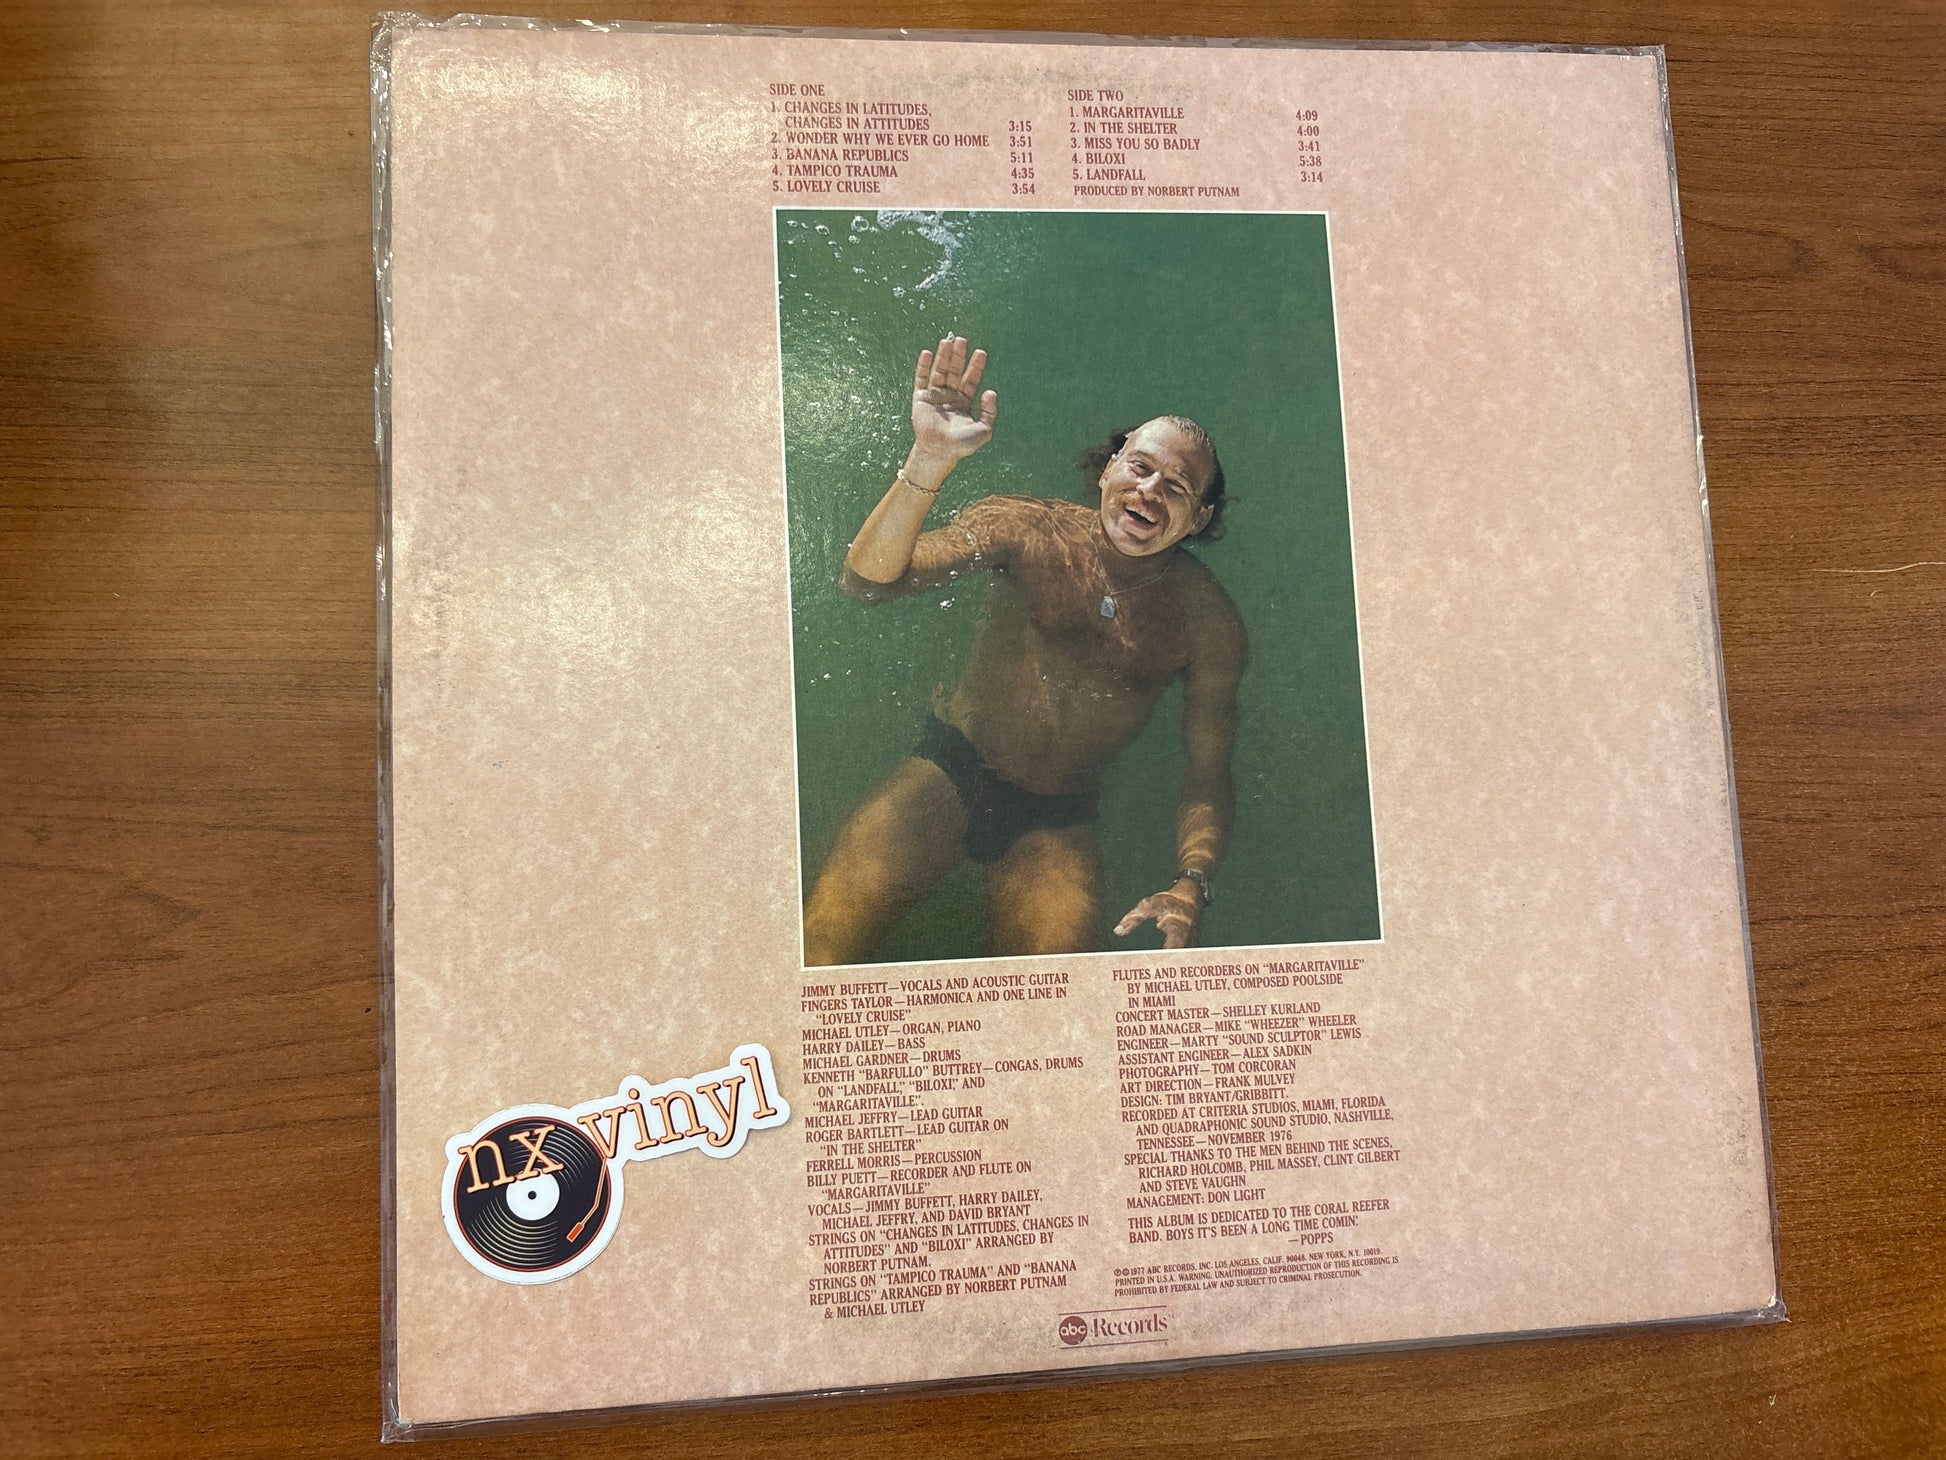 SIDE ONE
1. CHANGES IN LATITUDES,
CHANGES IN ATTITUDES 3:15
2. WONDER WHY WE EVER GO HOME 3:51
3. BANANA REPUBLICS 5:11
4. TAMPICO TRAUMA 4:35
5. LOVELY CRUISE 3:54
SIDE TWO
1. MARGARITAVILLE 4:09
2. IN THE SHELTER 4:00
3. MISS YOU SO BADLY 3:41
4. BILOXI 5:38
5. LANDFALL 3:14
PRODUCED BY NORBERT PUTNAM
JIMMY BUFFETT—VOCALS AND ACOUSTIC GUITAR
FINGERS TAYLOR—HARMONICA AND ONE LINE IN
"LOVELY CRUISE"
MICHAEL UTLEY—ORGAN, PIANO
HARRY DAILEY—BASS
MICHAEL GARDNER—DRUMS
KENNETH "BARFULLO" BUTTREY—CONGAS, DRUMS
ON "LANDFALL," "BILOXI," AND
"MARGARITAVILLE".
MICHAEL JEFFRY—LEAD GUITAR
ROGER BARTLETT—LEAD GUITAR ON
"IN THE SHELTER"
FERRELL MORRIS—PERCUSSION
BILLY PUETT—RECORDER AND FLUTE ON
"MARGARITAVILLE"
VOCALS—JIMMY BUFFETT, HARRY DAILEY,
MICHAEL JEFFRY, AND DAVID BRYANT
STRINGS ON "CHANGES IN LATITUDES, CHANGES IN
ATTITUDES" AND "BILOXI" ARRANGED BY
NORBERT PUTNAM.
STRINGS ON "TAMPICO TRAUMA" AND "BANANA
REPUBLICS" ARRANGED BY NORBERT PUTNAM
& MICHAEL UTLEY
FLUTES AND RECORDERS ON "MARGARITAVILLE"
BY MICHAEL UTLEY, COMPOSED POOLSIDE
IN MIAMI
CONCERT MASTER—SHELLEY KURLAND
ROAD MANAGER—MIKE "WHEEZER" WHEELER
ENGINEER—MARTY "SOUND SCULPTOR" LEWIS
ASSISTANT ENGINEER—ALEX SADKIN
PHOTOGRAPHY—TOM CORCORAN
ART DIRECTION—FRANK MULVEY
DESIGN: TIM BRYANT/GRIBBITT.
RECORDED AT CRITERIA STUDIOS, MIAMI, FLORIDA
AND QUADRAPHONIC SOUND STUDIO, NASHVILLE,
TENNESSEE—NOVEMBER 1976
SPECIAL THANKS TO THE MEN BEHIND THE SCENES,
RICHARD HOLCOMB, PHIL MASSEY, CLINT GILBERT
AND STEVE VAUGHN
MANAGEMENT: DON LIGHT
THIS ALBUM IS DEDICATED TO THE CORAL REEFER
BAND. BOYS IT'S BEEN A LONG TIME COMIN'.
—POPPS
℗©1977 ABC RECORDS, INC. LOS ANGELES, CALIF. 90048. NEW YORK, N.Y. 10019.
PRINTED IN U.S.A. WARNING: UNAUTHORIZED REPRODUCTION OF THIS RECORDING IS
PROHIBITED BY FEDERAL LAW AND SUBJECT TO CRIMINAL PROSECUTION.
abc Records
nx vinyl